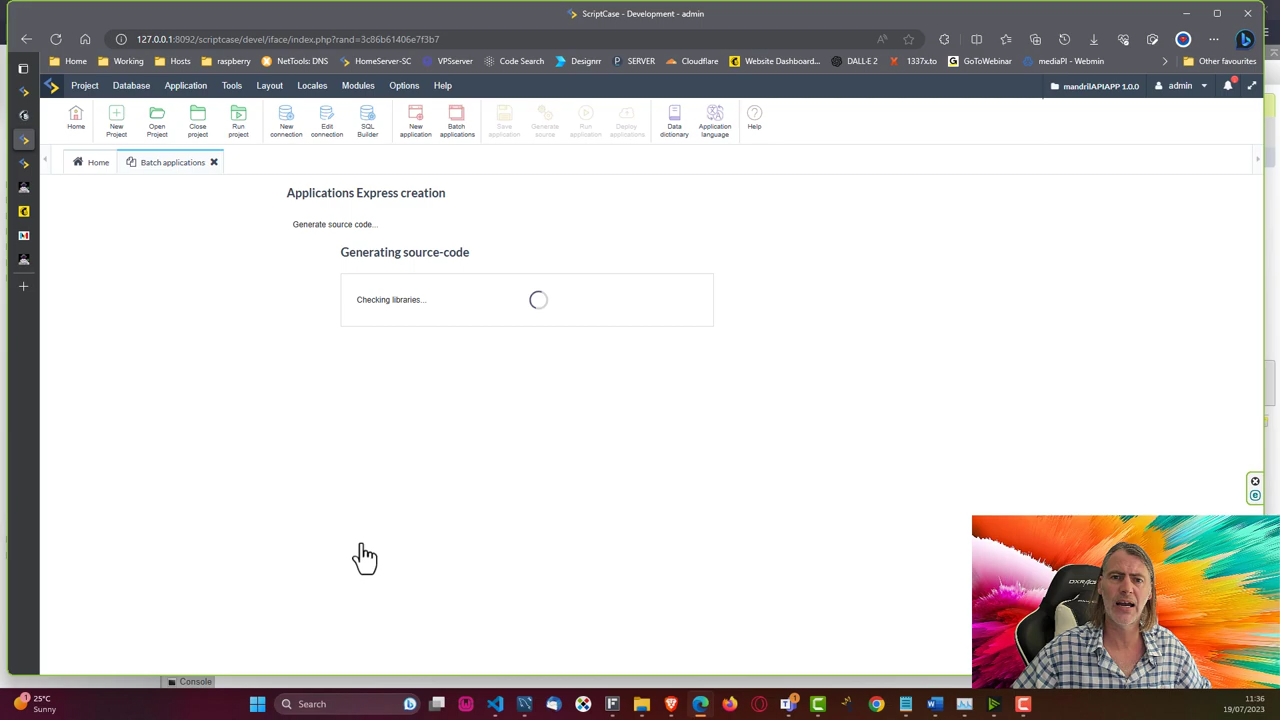 ScriptCase - Development - admin
127.0.0.1:8092/scriptcase/devel/iface/index.php?rand=3c86b61406e7f3b7
Home Working Hosts raspberry NetTools: DNS HomeServer-SC VPSserver Code Search Designrr SERVER Cloudflare Website Dashboard... DALL·E 2 1337x.to GoToWebinar mediaPI - Webmin Other favourites
Project Database Application Tools Layout Locales Modules Options Help mandrilAPIAPP 1.0.0 admin
Home New Project Open Project Close project Run project New connection Edit connection SQL Builder New application Batch applications Save application Generate source Run application Deploy applications Data dictionary Application language Help
Home Batch applications
Applications Express creation
Generate source code...
Generating source-code
Checking libraries...
DXRACER
Console
25°C
Sunny
Search
11:36
19/07/2023